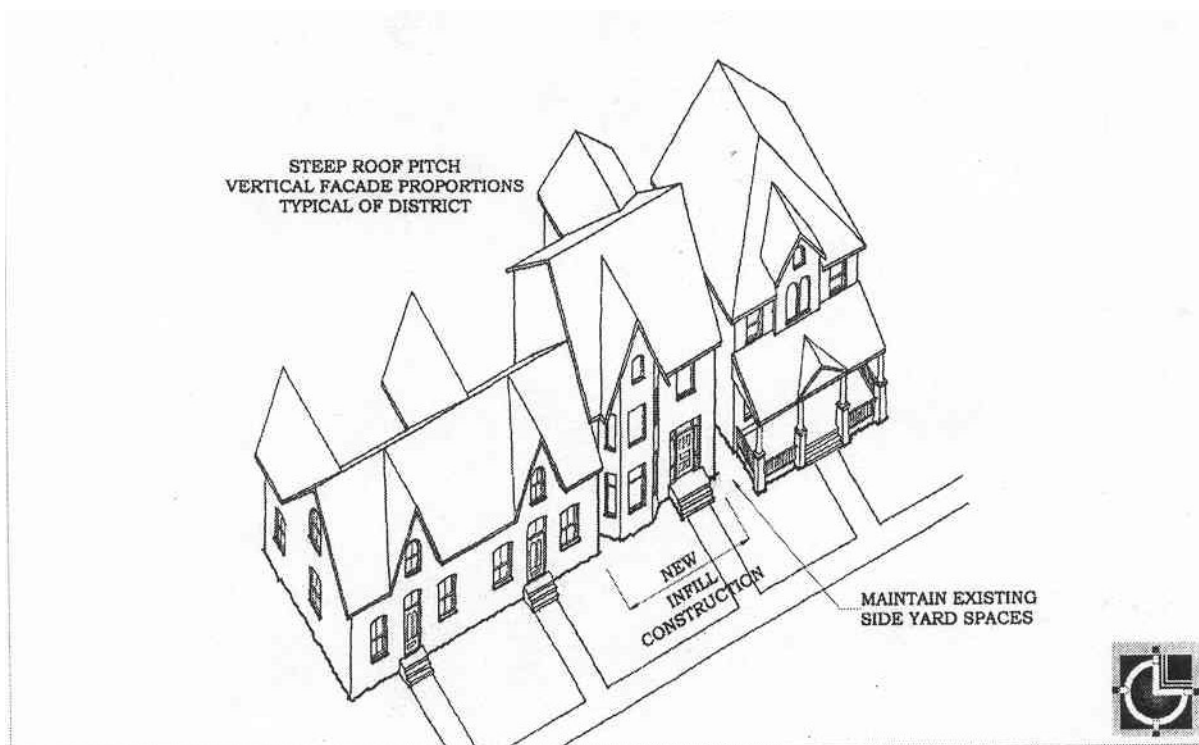 STEEP ROOF PITCH
VERTICAL FACADE PROPORTIONS
TYPICAL OF DISTRICT
NEW
INFILL
CONSTRUCTION
MAINTAIN EXISTING
SIDE YARD SPACES